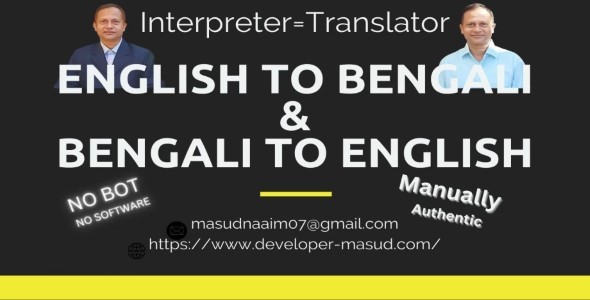 Interpreter=Translator
ENGLISH TO BENGALI
&
BENGALI TO ENGLISH
NO BOT
NO SOFTWARE
Manually
Authentic
masudnaaim07@gmail.com
https://www.developer-masud.com/